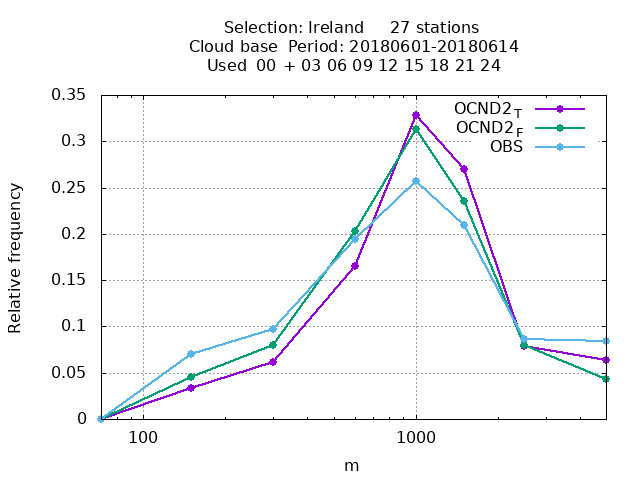 Selection: Ireland     27 stations
Cloud base  Period: 20180601-20180614
Used  00 + 03 06 09 12 15 18 21 24
0.35
0.3
0.25
0.2
0.15
0.1
0.05
0
Relative frequency
OCND2T
OCND2F
OBS
100
1000
m